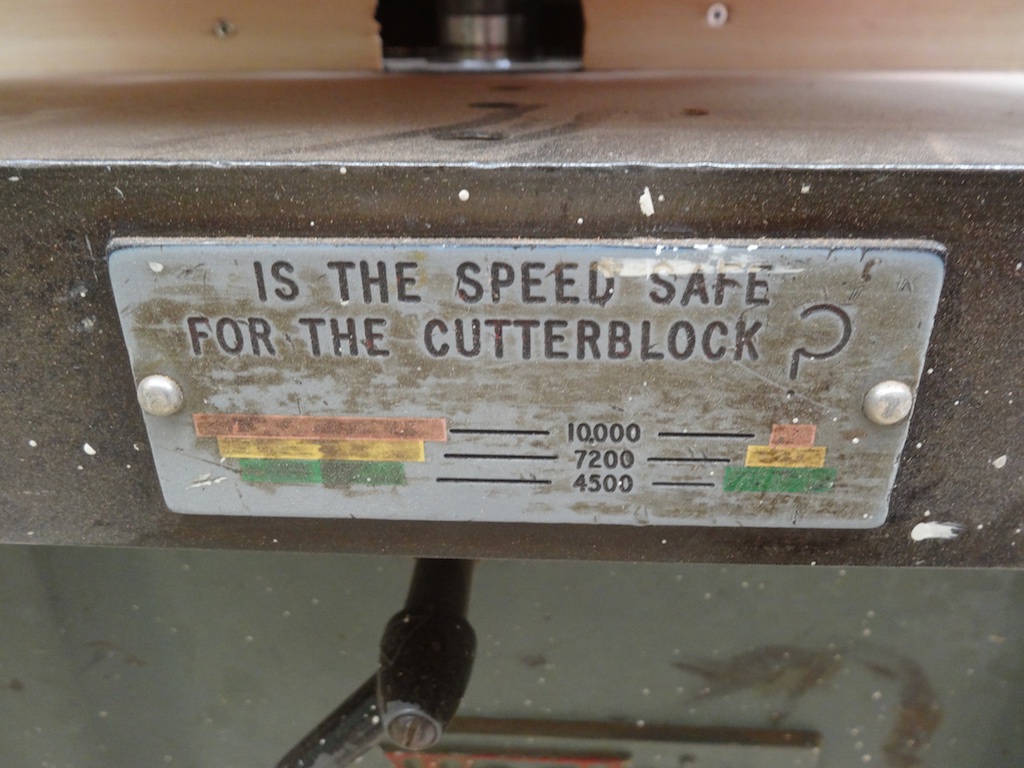 IS THE SPEED SAFE
FOR THE CUTTERBLOCK ?
10,000
7200
4500